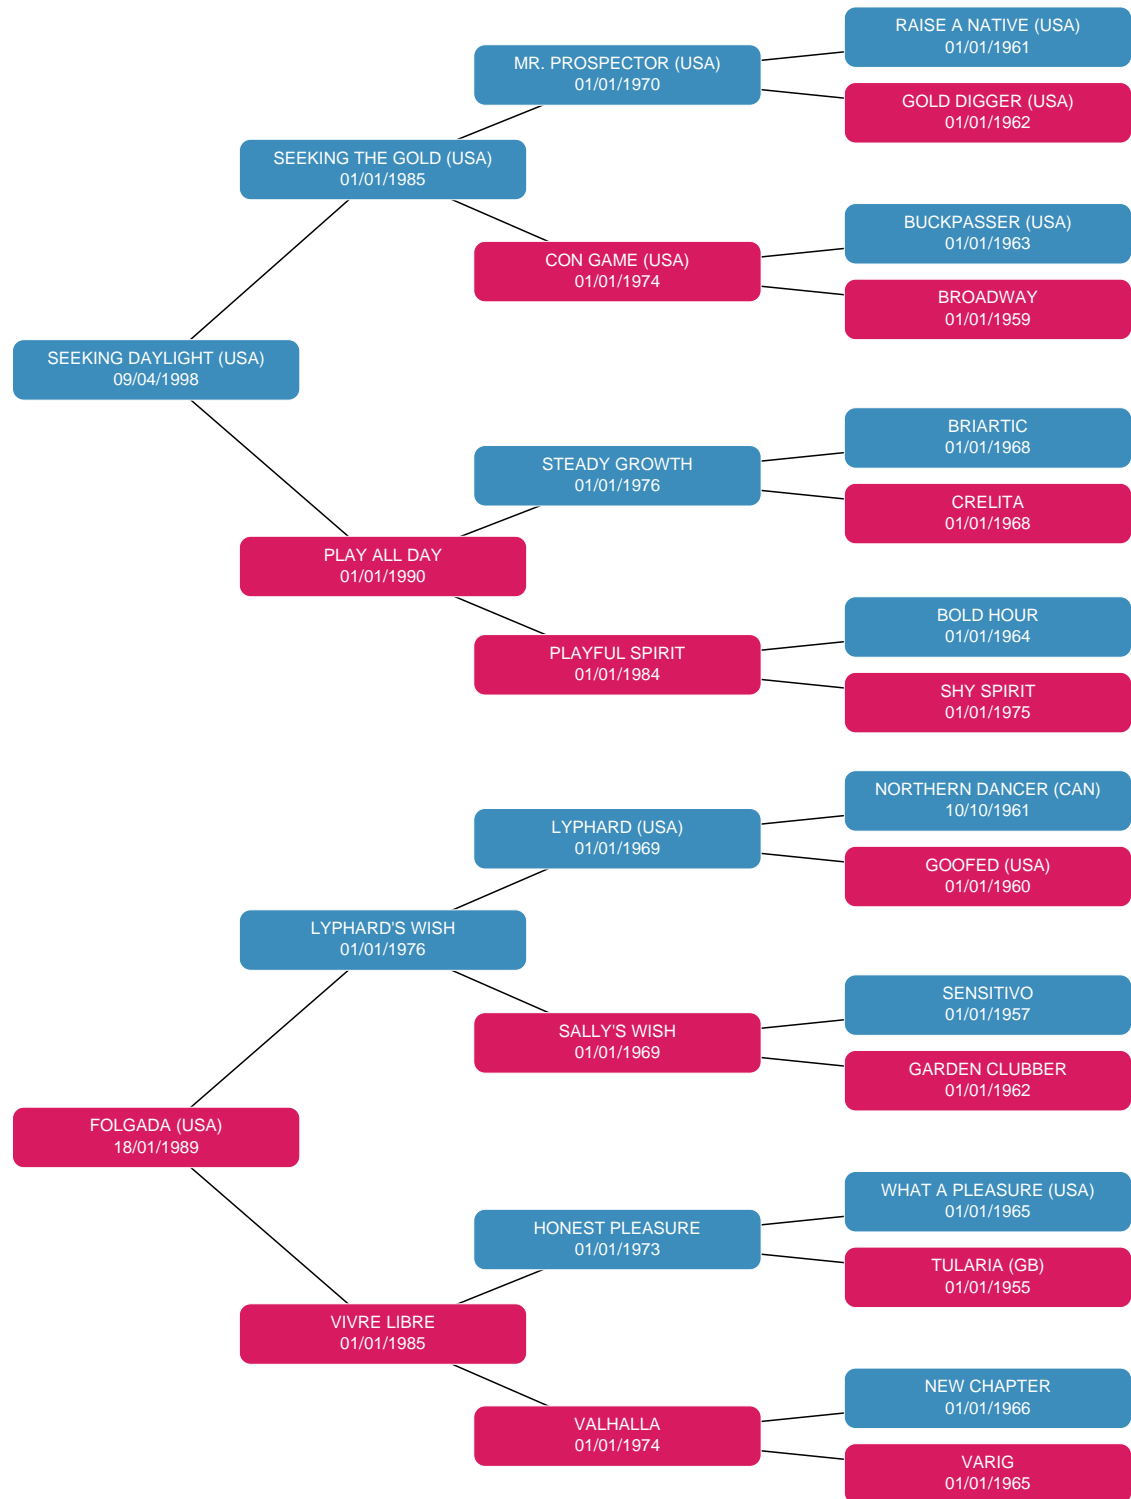 RAISE A NATIVE (USA)
01/01/1961
MR. PROSPECTOR (USA)
01/01/1970
GOLD DIGGER (USA)
01/01/1962
SEEKING THE GOLD (USA)
01/01/1985
BUCKPASSER (USA)
01/01/1963
CON GAME (USA)
01/01/1974
BROADWAY
01/01/1959
SEEKING DAYLIGHT (USA)
09/04/1998
BRIARTIC
01/01/1968
STEADY GROWTH
01/01/1976
CRELITA
01/01/1968
PLAY ALL DAY
01/01/1990
BOLD HOUR
01/01/1964
PLAYFUL SPIRIT
01/01/1984
SHY SPIRIT
01/01/1975
NORTHERN DANCER (CAN)
10/10/1961
LYPHARD (USA)
01/01/1969
GOOFED (USA)
01/01/1960
LYPHARD'S WISH
01/01/1976
SENSITIVO
01/01/1957
SALLY'S WISH
01/01/1969
GARDEN CLUBBER
01/01/1962
FOLGADA (USA)
18/01/1989
WHAT A PLEASURE (USA)
01/01/1965
HONEST PLEASURE
01/01/1973
TULARIA (GB)
01/01/1955
VIVRE LIBRE
01/01/1985
NEW CHAPTER
01/01/1966
VALHALLA
01/01/1974
VARIG
01/01/1965